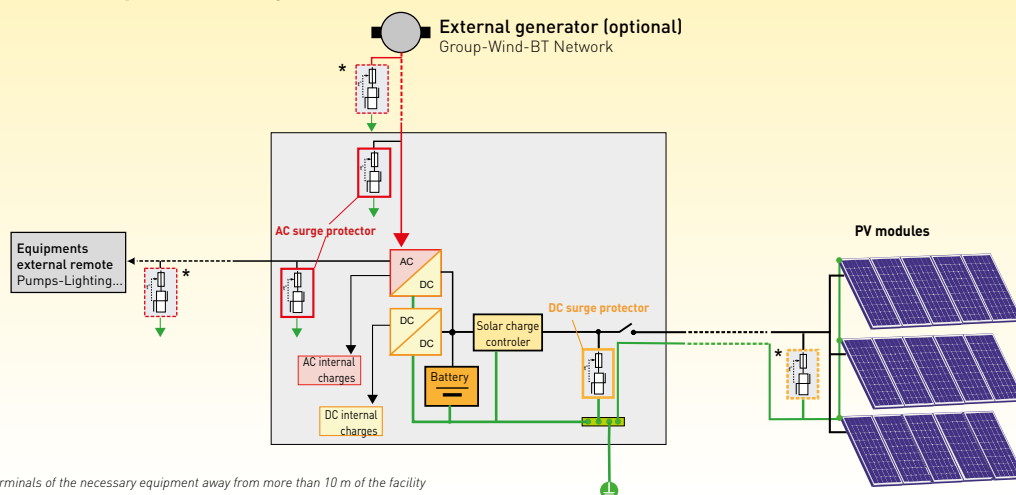 External generator (optional)
Group-Wind-BT Network
*
AC surge protector
Equipments
external remote
Pumps-Lighting...
*
AC
DC
DC
DC
Solar charge
controler
DC surge protector
PV modules
*
Battery
AC internal
charges
DC internal
charges
rminals of the necessary equipment away from more than 10 m of the facility